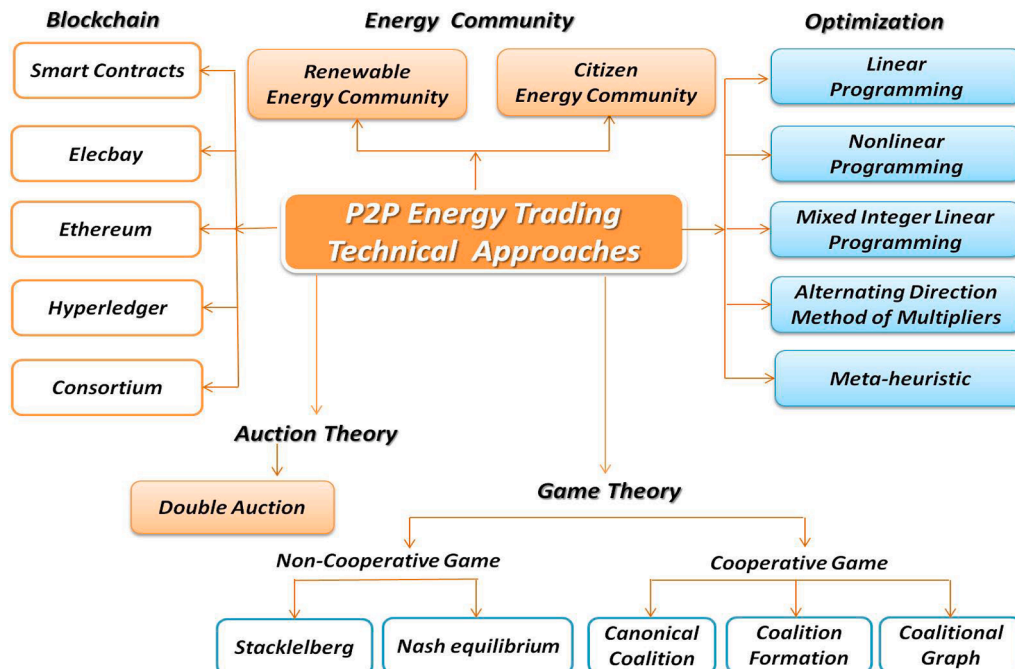 Blockchain
Energy Community
Optimization
Smart Contracts
Elecbay
Ethereum
Hyperledger
Consortium
Renewable
Energy Community
Citizen
Energy Community
Linear
Programming
Nonlinear
Programming
Mixed Integer Linear
Programming
Alternating Direction
Method of Multipliers
Meta-heuristic
P2P Energy Trading
Technical Approaches
Auction Theory
Double Auction
Game Theory
Non-Cooperative Game
Cooperative Game
Stacklelberg
Nash equilibrium
Canonical
Coalition
Coalition
Formation
Coalitional
Graph